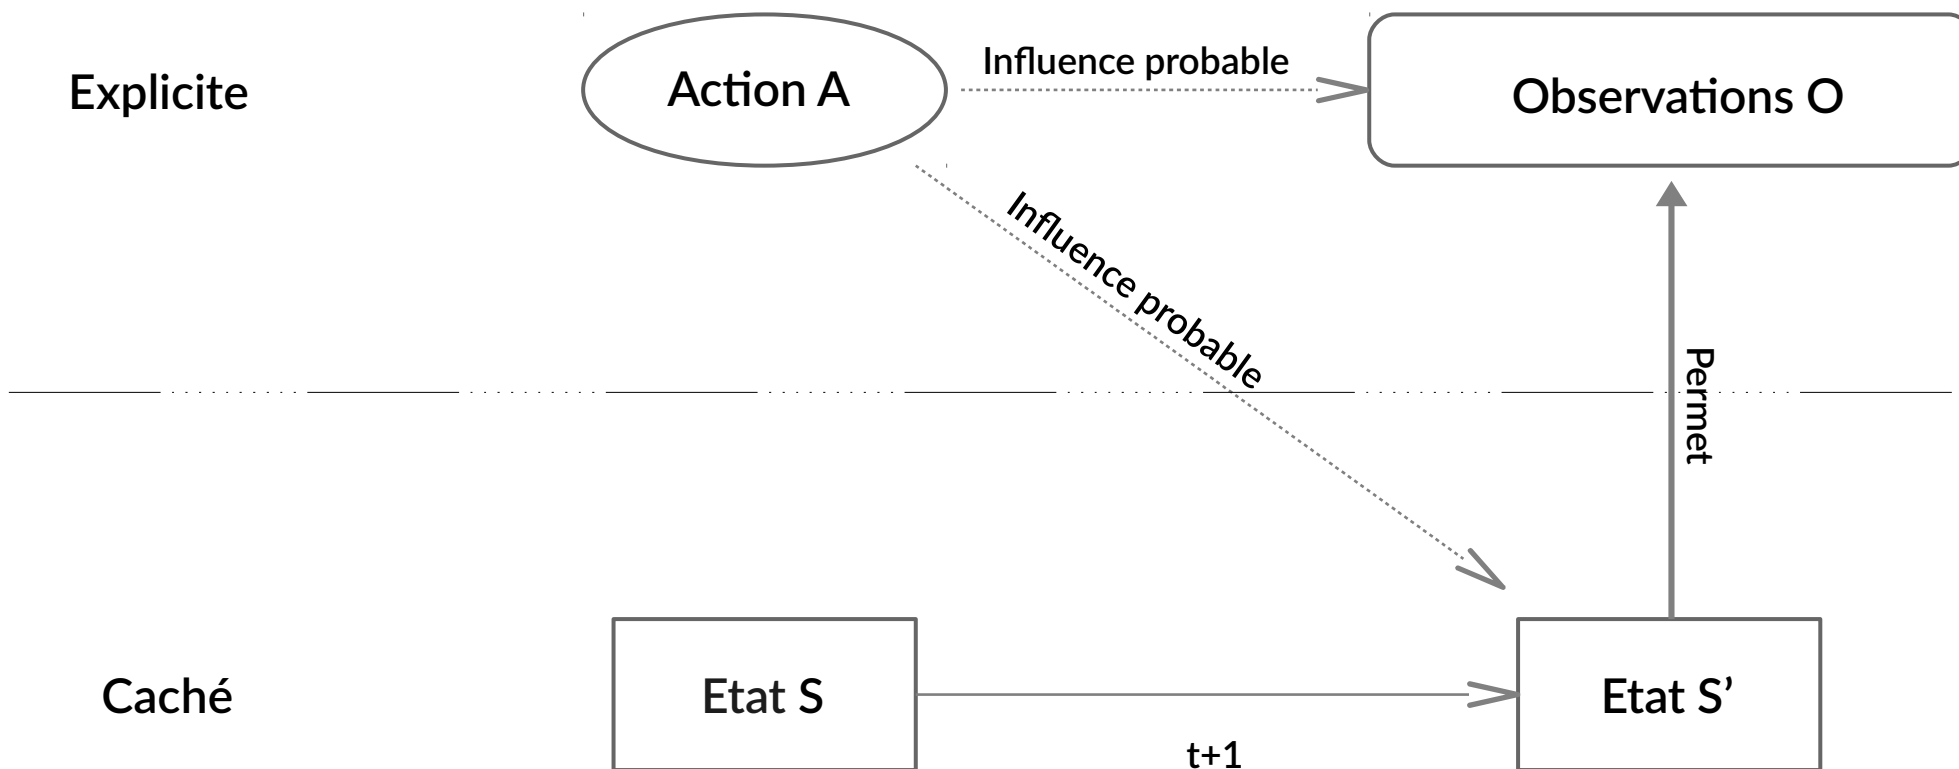 Explicite
Action A
Influence probable
Observations O
Influence probable
Permet
Caché
Etat S
Etat S’
t+1